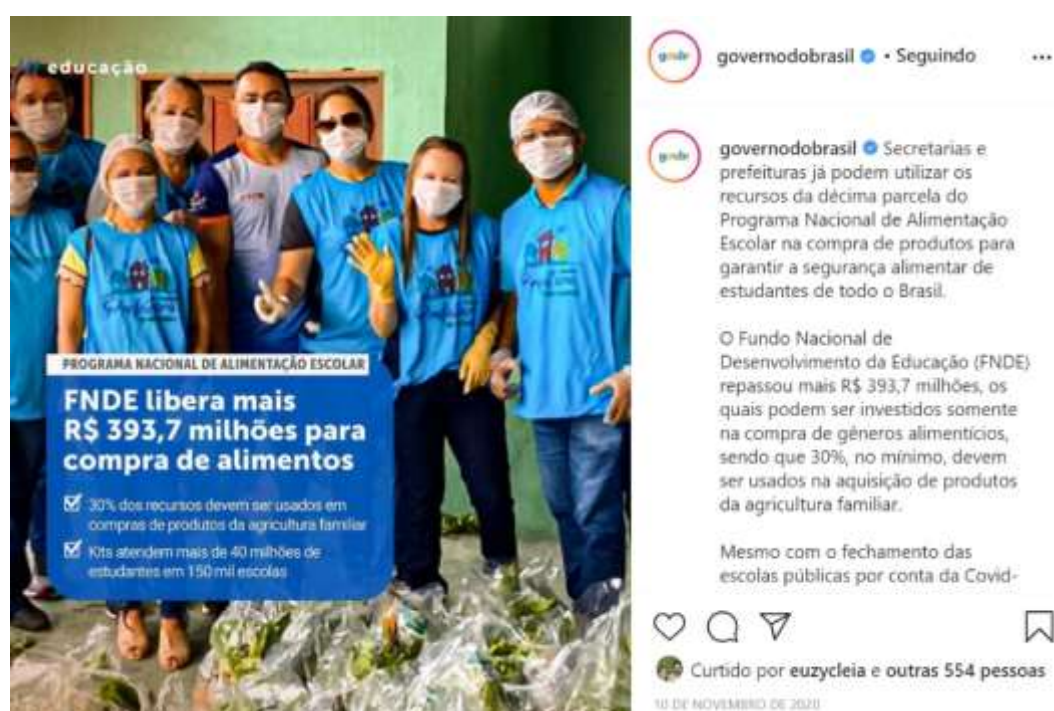 educação
PROGRAMA NACIONAL DE ALIMENTAÇÃO ESCOLAR
FNDE libera mais
R$ 393,7 milhões para
compra de alimentos
30% dos recursos devem ser usados em
compras de produtos da agricultura familiar
Kits atendem mais de 40 milhões de
estudantes em 150 mil escolas
governodobrasil • Seguindo
governodobrasil Secretarias e
prefeituras já podem utilizar os
recursos da décima parcela do
Programa Nacional de Alimentação
Escolar na compra de produtos para
garantir a segurança alimentar de
estudantes de todo o Brasil.
O Fundo Nacional de
Desenvolvimento da Educação (FNDE)
repassou mais R$ 393,7 milhões, os
quais podem ser investidos somente
na compra de gêneros alimentícios,
sendo que 30%, no mínimo, devem
ser usados na aquisição de produtos
da agricultura familiar.
Mesmo com o fechamento das
escolas públicas por conta da Covid-
Curtido por euzycleia e outras 554 pessoas
10 DE NOVEMBRO DE 2020